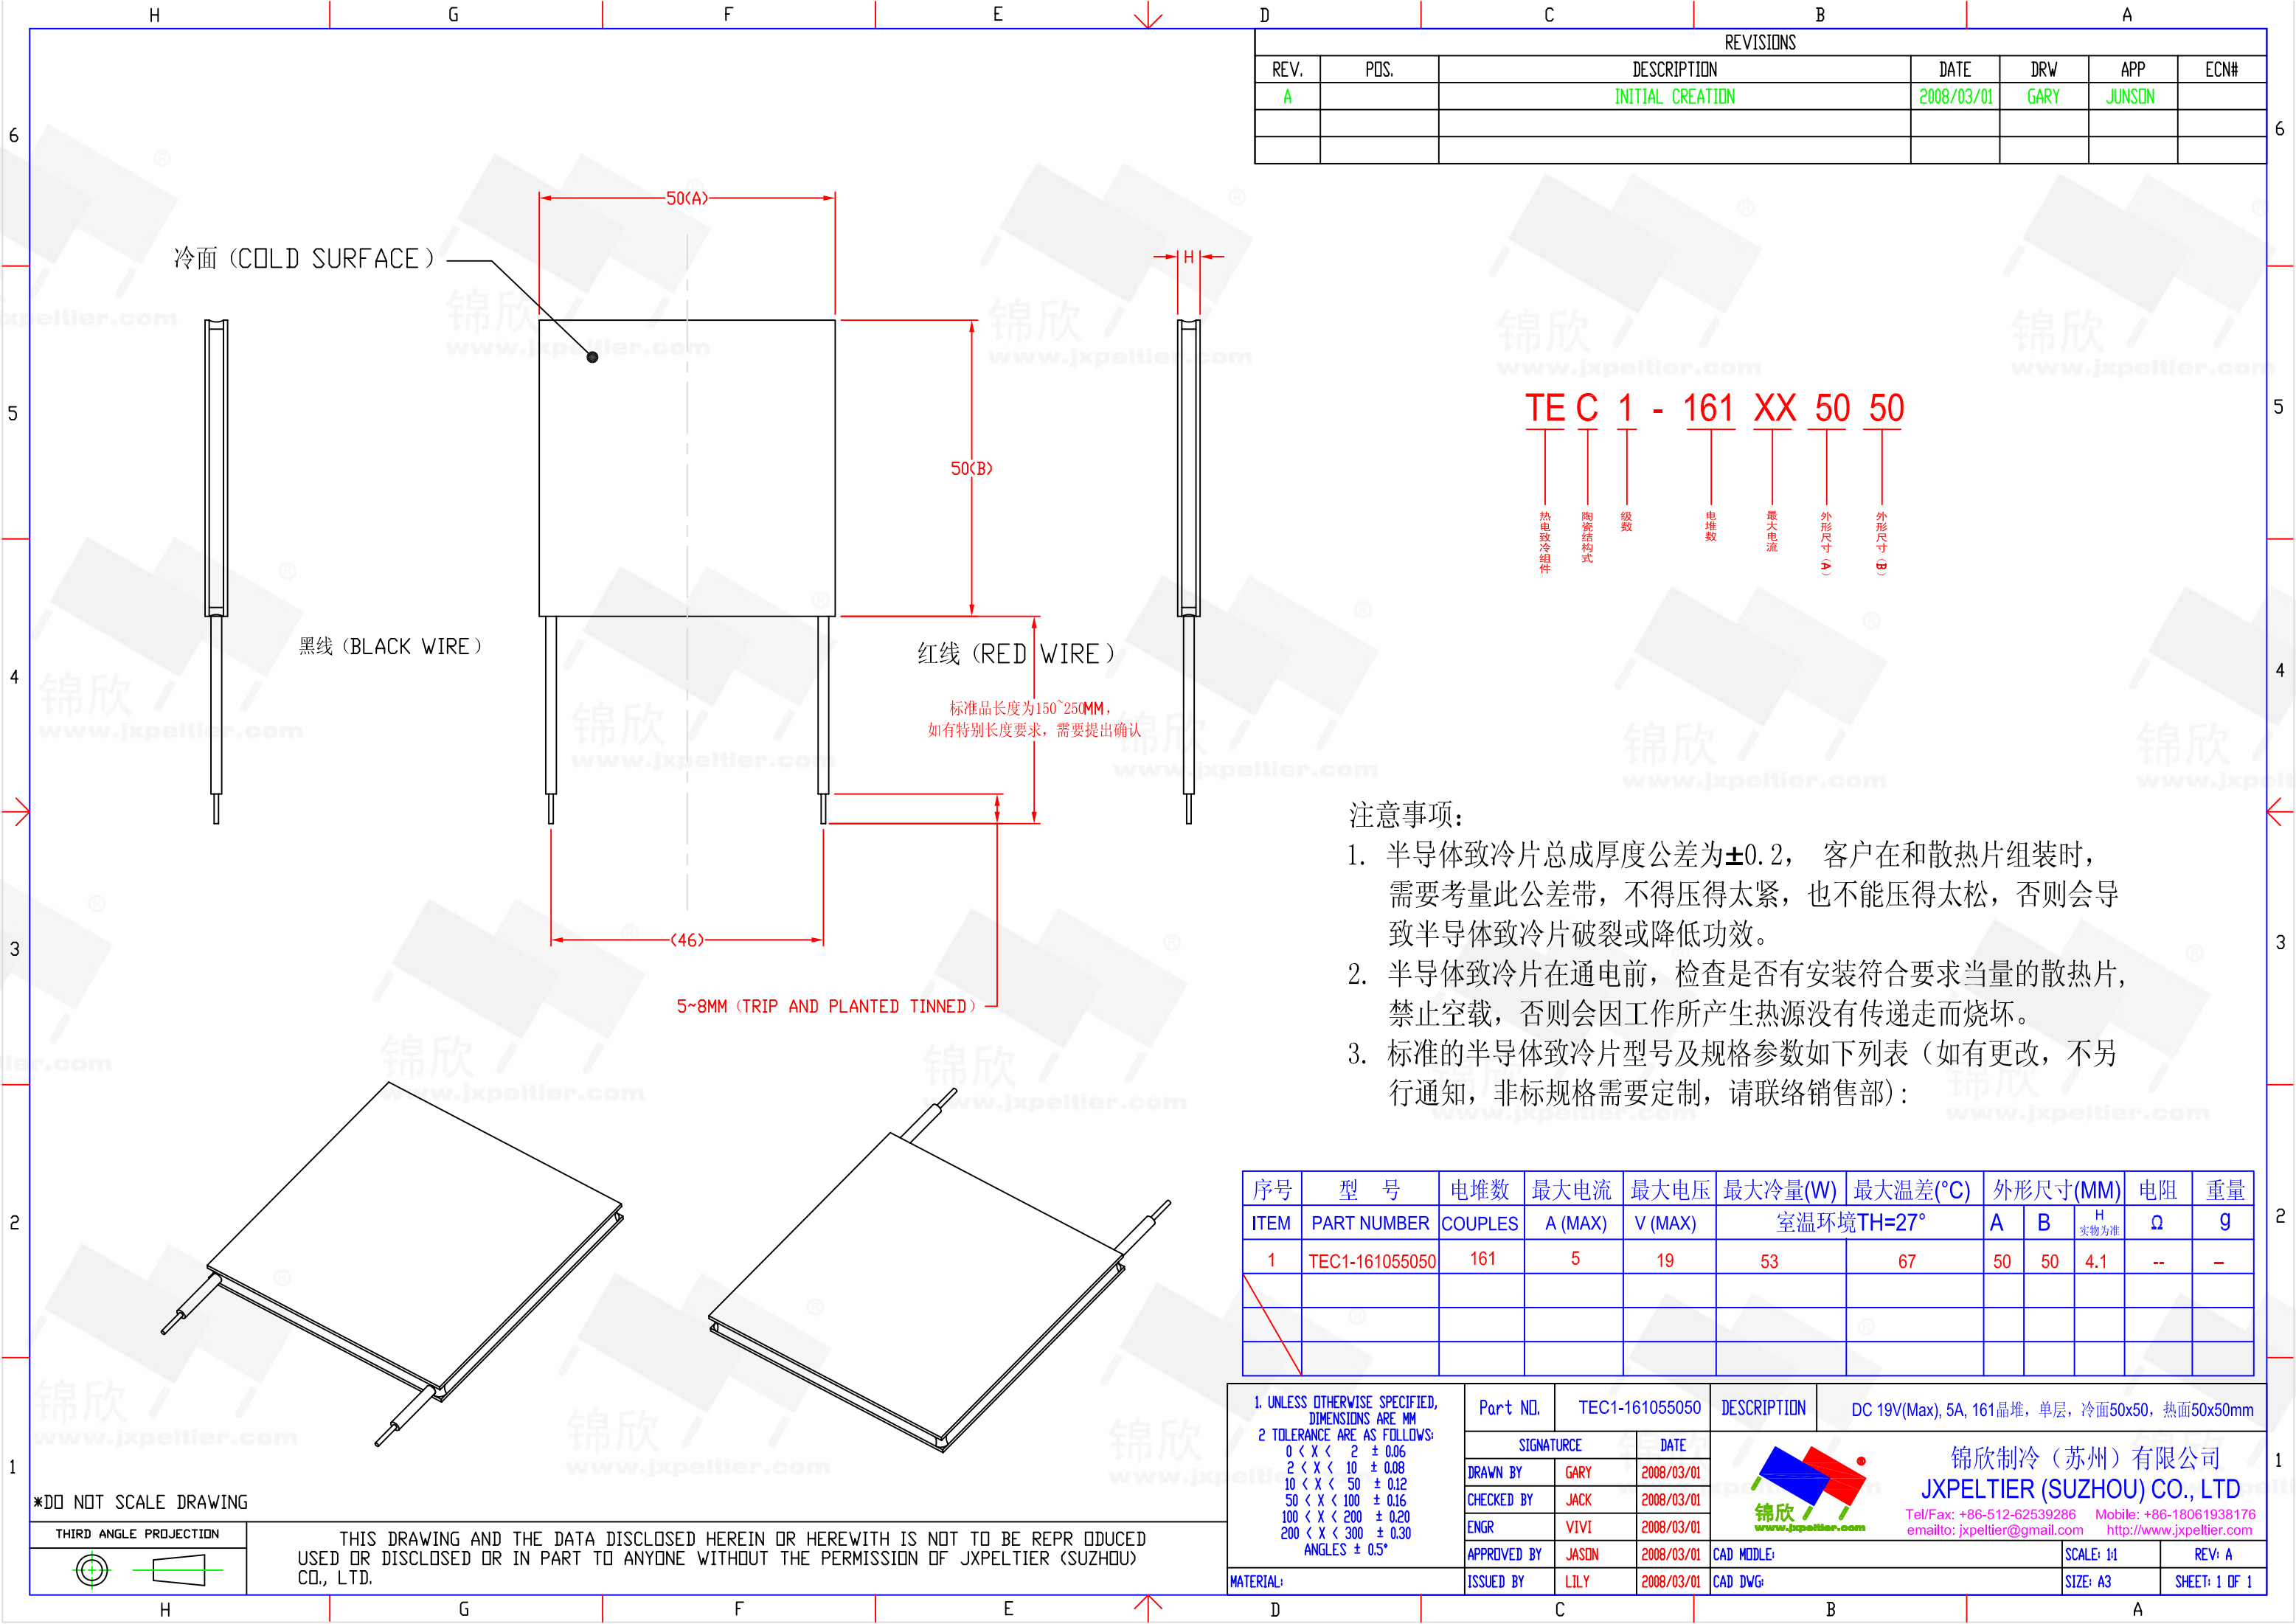 H G F E D C B A
REVISIONS
REV. POS. DESCRIPTION DATE DRW APP ECN#
A INITIAL CREATION 2008/03/01 GARY JUNSON
6 6
50(A)
冷面（COLD SURFACE）
H
5 5
50(B)
TE C 1 - 161 XX 50 50
热电致冷组件
陶瓷结构式
级数
电堆数
最大电流
外形尺寸（A）
外形尺寸（B）
黑线（BLACK WIRE）
红线（RED WIRE）
4 4
标准品长度为150~250MM，
如有特别长度要求，需要提出确认
3 3
(46)
5~8MM（TRIP AND PLANTED TINNED）
注意事项：
1. 半导体致冷片总成厚度公差为±0.2， 客户在和散热片组装时，
需要考量此公差带，不得压得太紧，也不能压得太松，否则会导
致半导体致冷片破裂或降低功效。
2. 半导体致冷片在通电前，检查是否有安装符合要求当量的散热片，
禁止空载，否则会因工作所产生热源没有传递走而烧坏。
3. 标准的半导体致冷片型号及规格参数如下列表（如有更改，不另
行通知，非标规格需要定制，请联络销售部）：
2 2
序号 型 号 电堆数 最大电流 最大电压 最大冷量(W) 最大温差(°C) 外形尺寸(MM) 电阻 重量
ITEM PART NUMBER COUPLES A (MAX) V (MAX) 室温环境TH=27° A B H 实物为准 Ω g
1 TEC1-161055050 161 5 19 53 67 50 50 4.1 -- –
1 1
1. UNLESS OTHERWISE SPECIFIED,
DIMENSIONS ARE MM
2 TOLERANCE ARE AS FOLLOWS:
0 < X < 2 ± 0.06
2 < X < 10 ± 0.08
10 < X < 50 ± 0.12
50 < X < 100 ± 0.16
100 < X < 200 ± 0.20
200 < X < 300 ± 0.30
ANGLES ± 0.5°
MATERIAL:
Part NO. TEC1-161055050 DESCRIPTION DC 19V(Max), 5A, 161晶堆，单层，冷面50x50，热面50x50mm
SIGNATURCE DATE
DRAWN BY GARY 2008/03/01
CHECKED BY JACK 2008/03/01
ENGR VIVI 2008/03/01
APPROVED BY JASON 2008/03/01
ISSUED BY LILY 2008/03/01
锦欣
www.jxpeltier.com
锦欣制冷（苏州）有限公司
JXPELTIER (SUZHOU) CO., LTD
Tel/Fax: +86-512-62539286 Mobile: +86-18061938176
emailto: jxpeltier@gmail.com http://www.jxpeltier.com
CAD MODLE: SCALE: 1:1 REV: A
CAD DWG: SIZE: A3 SHEET: 1 OF 1
*DO NOT SCALE DRAWING
THIRD ANGLE PROJECTION
THIS DRAWING AND THE DATA DISCLOSED HEREIN OR HEREWITH IS NOT TO BE REPR ODUCED
USED OR DISCLOSED OR IN PART TO ANYONE WITHOUT THE PERMISSION OF JXPELTIER (SUZHOU)
CO., LTD.
H G F E D C B A